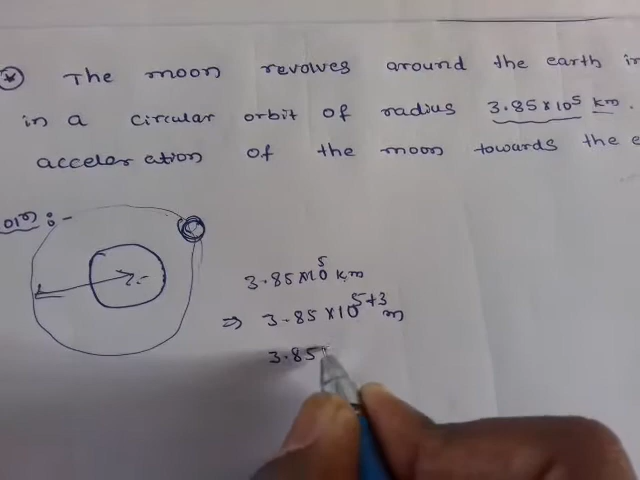 The moon revolves around the earth in
in a circular orbit of radius 3.85×10⁵ km.
acceleration of the moon towards the e
oln :-
r
3.85×10⁵ km
⇒ 3.85×10⁵⁺³ m
3.85